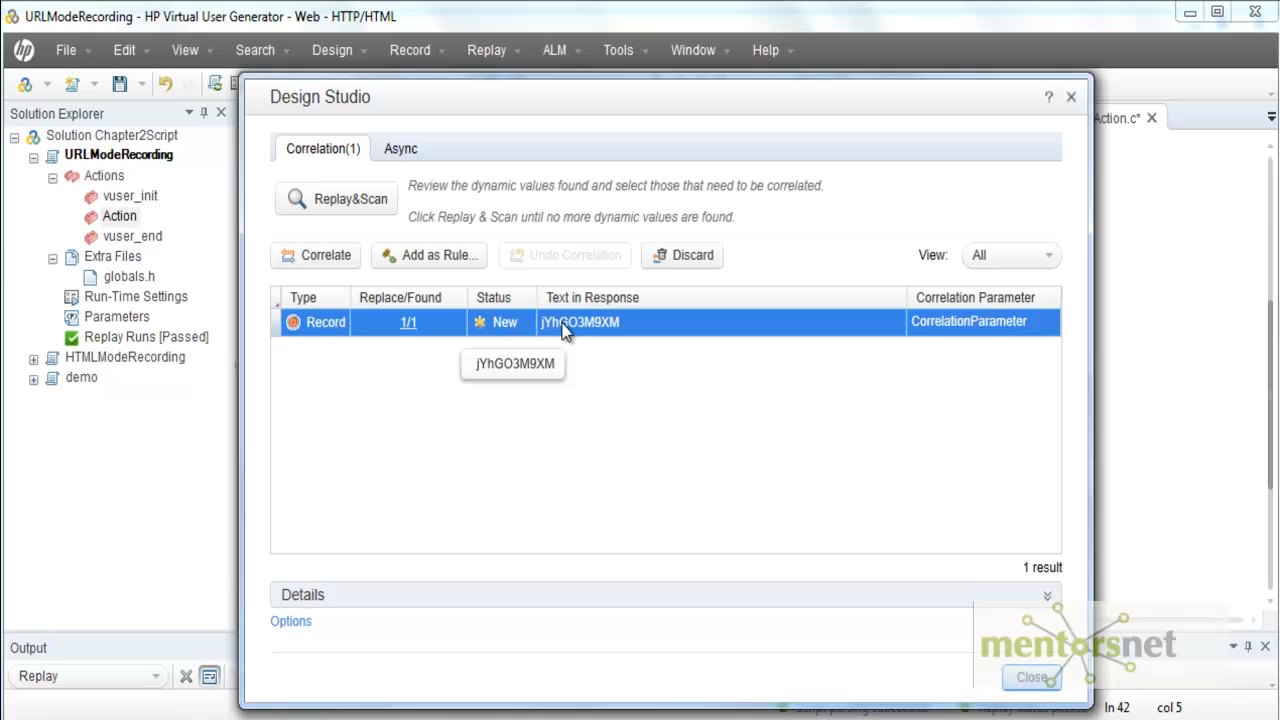 URLModeRecording - HP Virtual User Generator - Web - HTTP/HTML
hp File Edit View Search Design Record Replay ALM Tools Window Help
Solution Explorer
Solution Chapter2Script
URLModeRecording
Actions
vuser_init
Action
vuser_end
Extra Files
globals.h
Run-Time Settings
Parameters
Replay Runs [Passed]
HTMLModeRecording
demo
Action.c*
Design Studio
Correlation(1) Async
Replay&Scan
Review the dynamic values found and select those that need to be correlated.
Click Replay & Scan until no more dynamic values are found.
Correlate Add as Rule... Undo Correlation Discard View: All
Type Replace/Found Status Text in Response Correlation Parameter
Record 1/1 New jYhGO3M9XM CorrelationParameter
jYhGO3M9XM
1 result
Details
Options
Close
mentorsnet
Output
Replay
ln 42 col 5